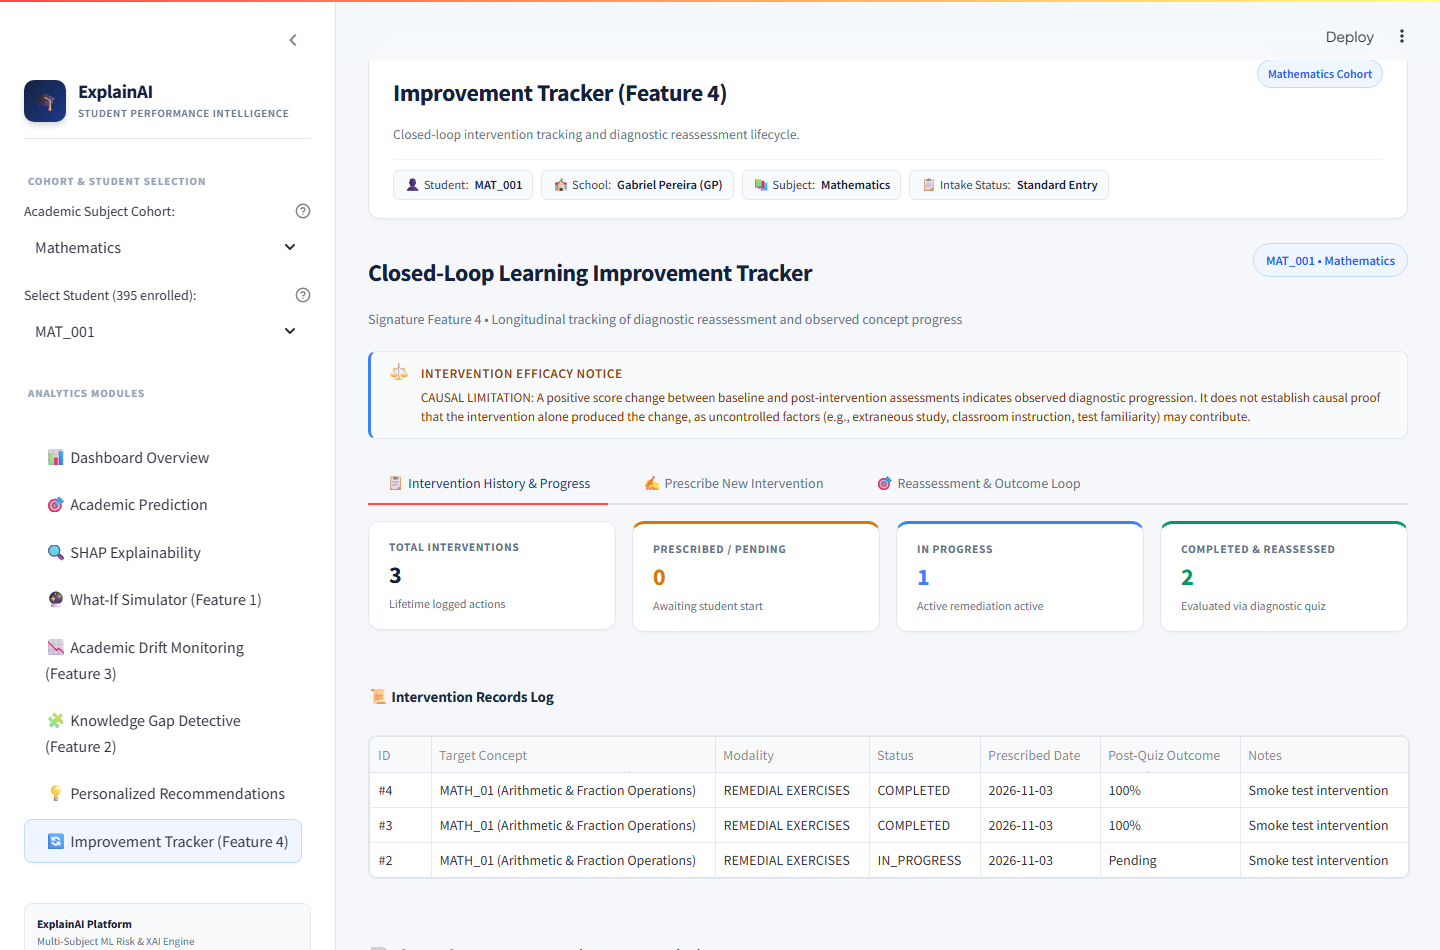 Deploy
ExplainAI
STUDENT PERFORMANCE INTELLIGENCE
COHORT & STUDENT SELECTION
Academic Subject Cohort:
Mathematics
Select Student (395 enrolled):
MAT_001
ANALYTICS MODULES
Dashboard Overview
Academic Prediction
SHAP Explainability
What-If Simulator (Feature 1)
Academic Drift Monitoring
(Feature 3)
Knowledge Gap Detective
(Feature 2)
Personalized Recommendations
Improvement Tracker (Feature 4)
ExplainAI Platform
Multi-Subject ML Risk & XAI Engine
Mathematics Cohort
Improvement Tracker (Feature 4)
Closed-loop intervention tracking and diagnostic reassessment lifecycle.
Student: MAT_001 School: Gabriel Pereira (GP) Subject: Mathematics Intake Status: Standard Entry
Closed-Loop Learning Improvement Tracker
MAT_001 • Mathematics
Signature Feature 4 • Longitudinal tracking of diagnostic reassessment and observed concept progress
INTERVENTION EFFICACY NOTICE
CAUSAL LIMITATION: A positive score change between baseline and post-intervention assessments indicates observed diagnostic progression. It does not establish causal proof
that the intervention alone produced the change, as uncontrolled factors (e.g., extraneous study, classroom instruction, test familiarity) may contribute.
Intervention History & Progress Prescribe New Intervention Reassessment & Outcome Loop
TOTAL INTERVENTIONS
3
Lifetime logged actions
PRESCRIBED / PENDING
0
Awaiting student start
IN PROGRESS
1
Active remediation active
COMPLETED & REASSESSED
2
Evaluated via diagnostic quiz
Intervention Records Log
ID Target Concept Modality Status Prescribed Date Post-Quiz Outcome Notes
#4 MATH_01 (Arithmetic & Fraction Operations) REMEDIAL EXERCISES COMPLETED 2026-11-03 100% Smoke test intervention
#3 MATH_01 (Arithmetic & Fraction Operations) REMEDIAL EXERCISES COMPLETED 2026-11-03 100% Smoke test intervention
#2 MATH_01 (Arithmetic & Fraction Operations) REMEDIAL EXERCISES IN_PROGRESS 2026-11-03 Pending Smoke test intervention